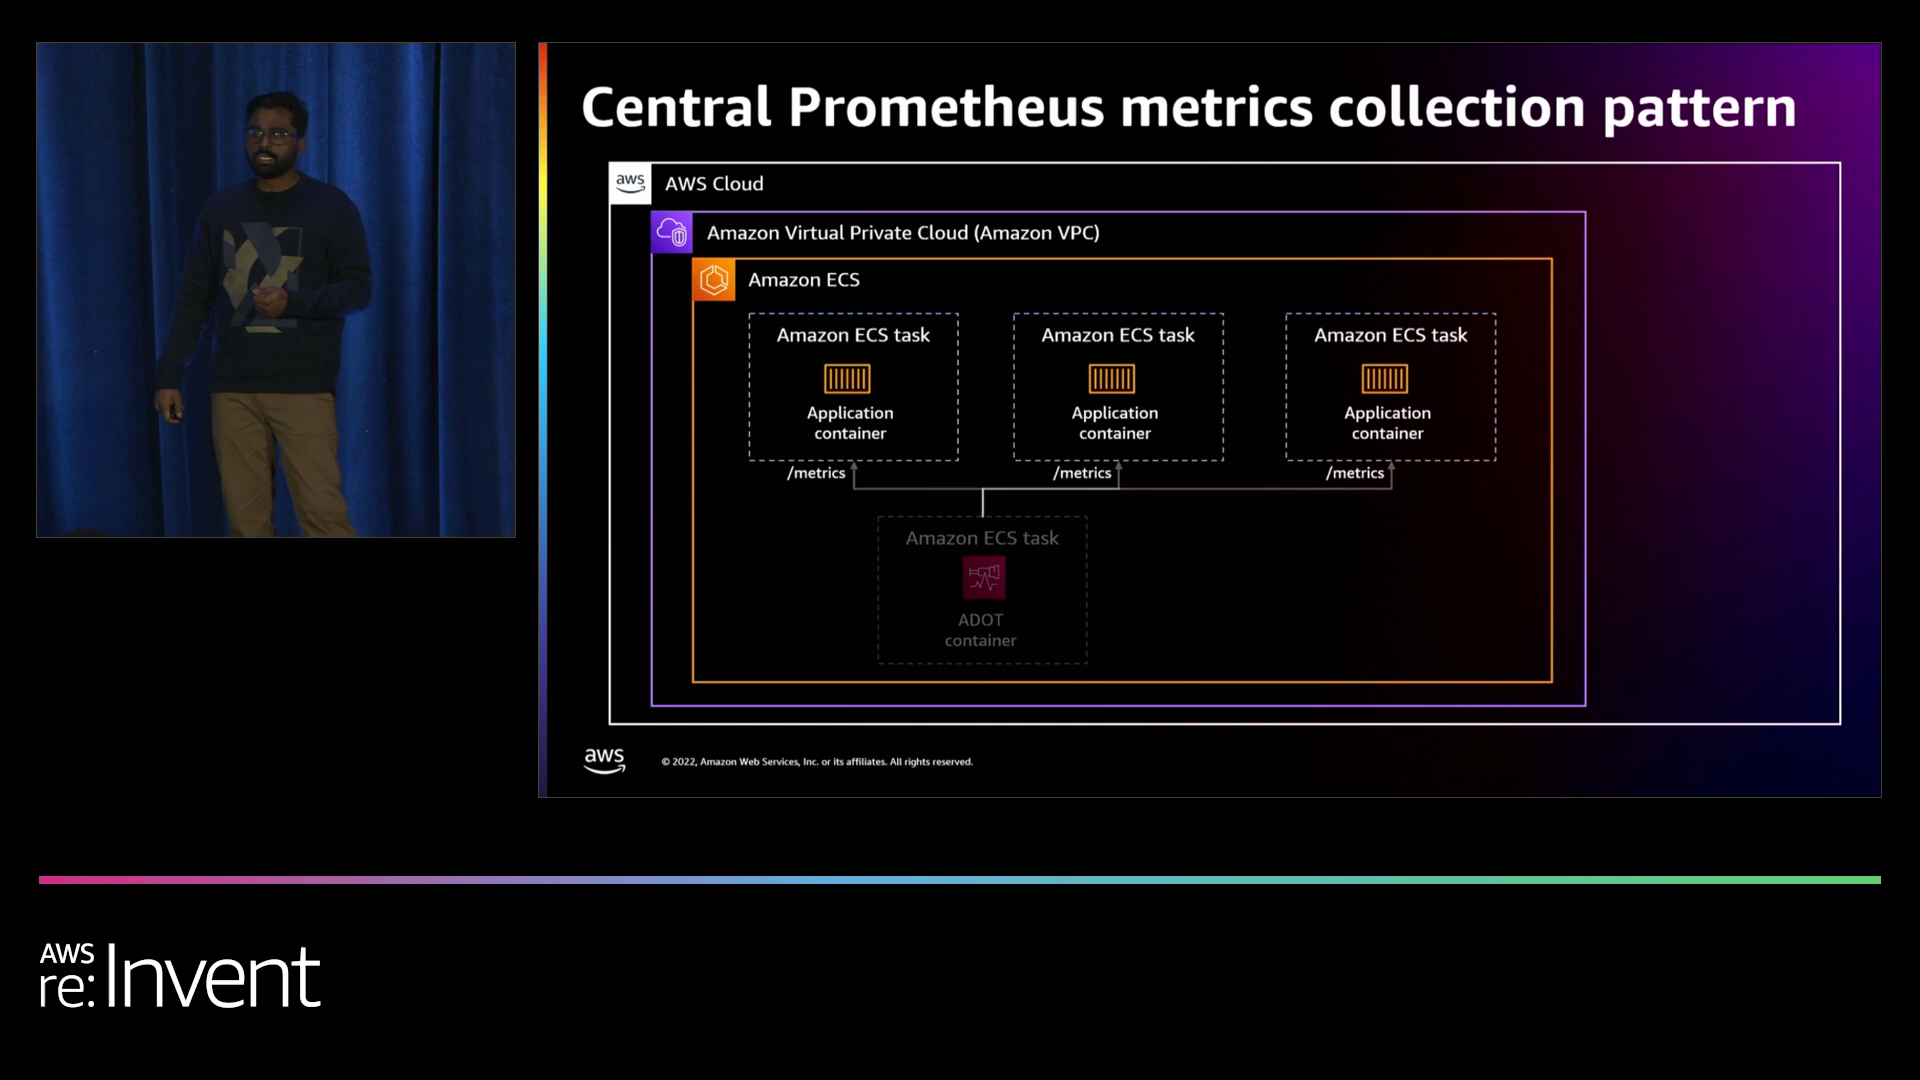 Central Prometheus metrics collection pattern
aws
AWS Cloud
Amazon Virtual Private Cloud (Amazon VPC)
Amazon ECS
Amazon ECS task
Application
container
/metrics
Amazon ECS task
Application
container
/metrics
Amazon ECS task
Application
container
/metrics
Amazon ECS task
ADOT
container
aws
© 2022, Amazon Web Services, Inc. or its affiliates. All rights reserved.
AWS
re:Invent